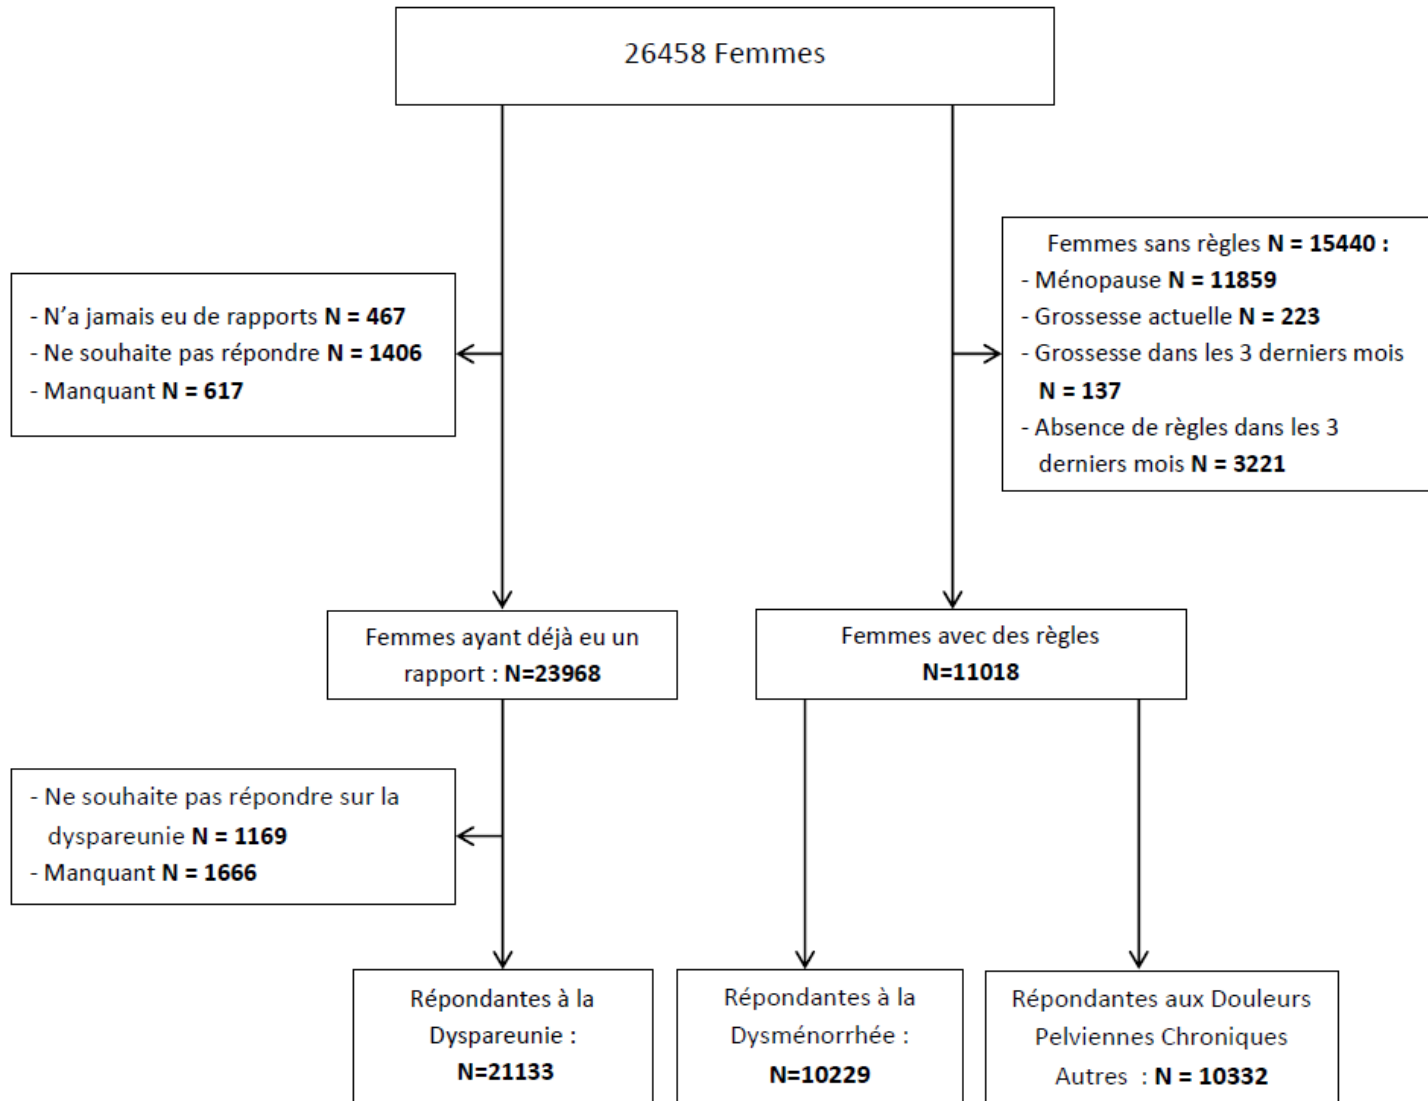 26458 Femmes
Femmes sans règles N = 15440 :
- Ménopause N = 11859
- Grossesse actuelle N = 223
- Grossesse dans les 3 derniers mois
N = 137
- Absence de règles dans les 3
derniers mois N = 3221
- N’a jamais eu de rapports N = 467
- Ne souhaite pas répondre N = 1406
- Manquant N = 617
Femmes ayant déjà eu un
rapport : N=23968
Femmes avec des règles
N=11018
- Ne souhaite pas répondre sur la
dyspareunie N = 1169
- Manquant N = 1666
Répondantes à la
Dyspareunie :
N=21133
Répondantes à la
Dysménorrhée :
N=10229
Répondantes aux Douleurs
Pelviennes Chroniques
Autres : N = 10332